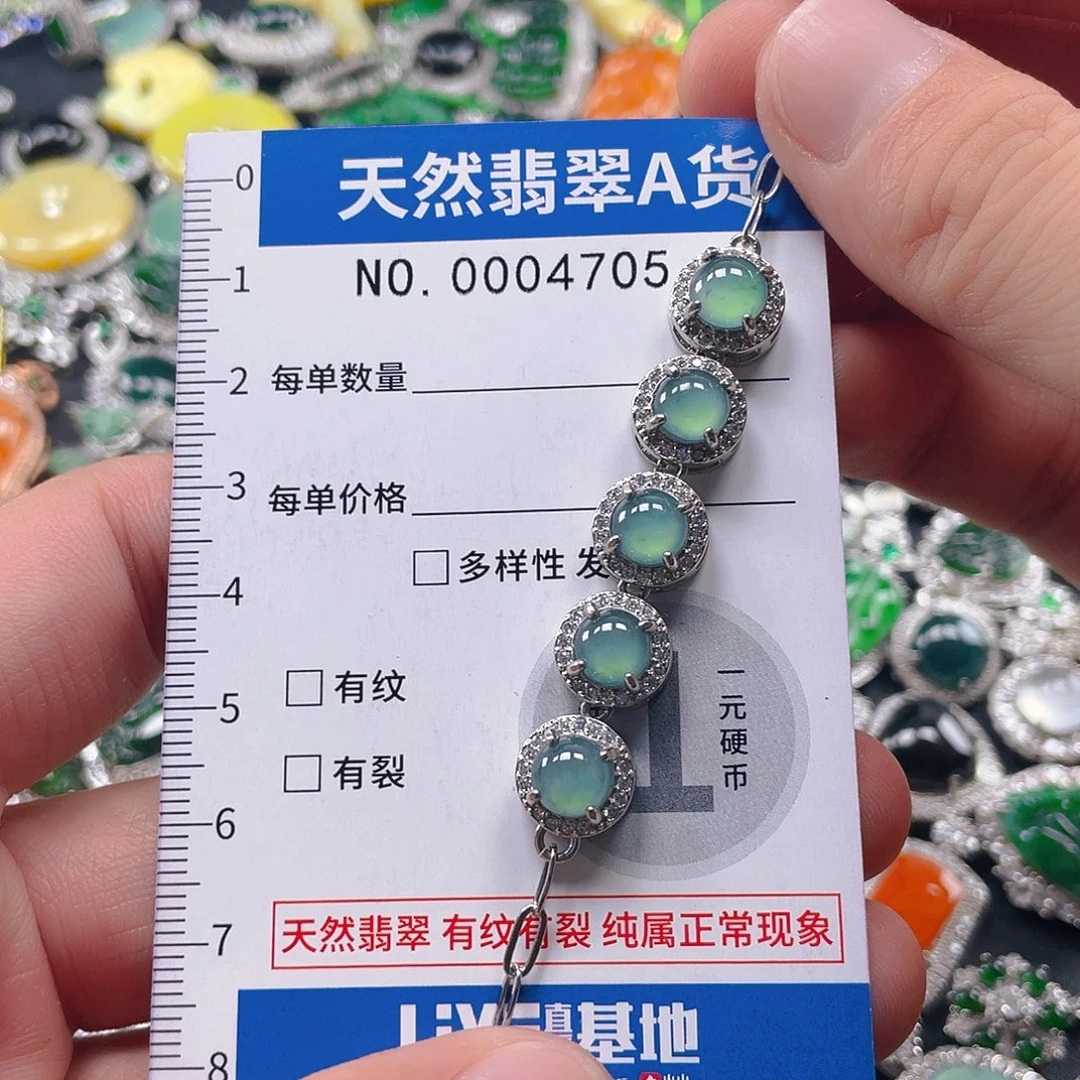 天然翡翠A货
NO. 0004705
每单数量
每单价格
多样性 发
有纹
有裂
一元硬币
1
天然翡翠 有纹有裂 纯属正常现象
基地
0
1
2
3
4
5
6
7
8